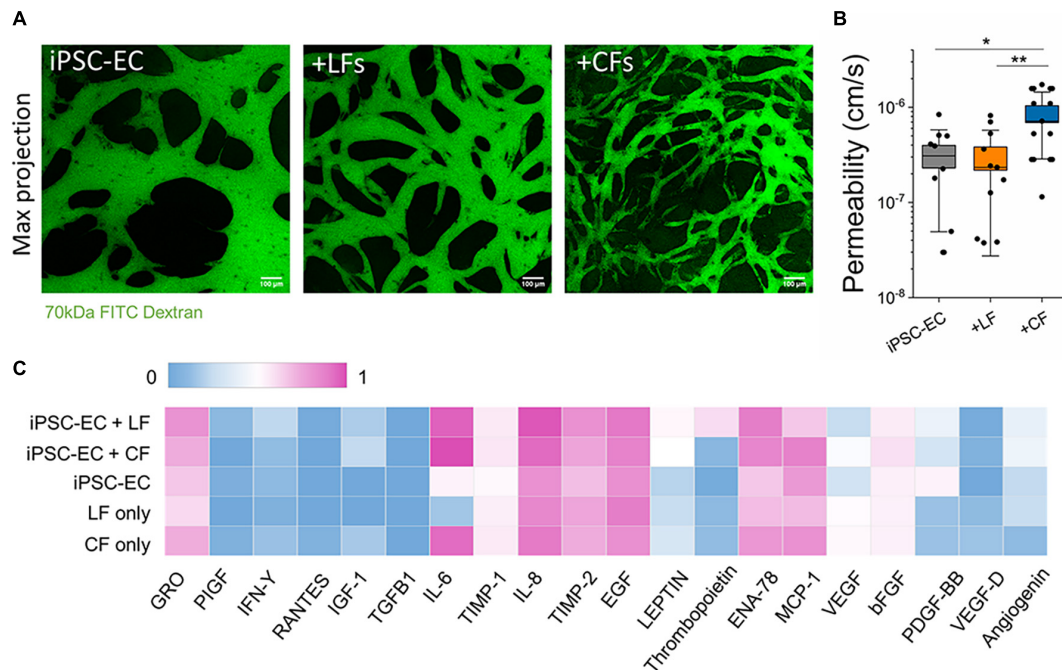 A
iPSC-EC
+LFs
+CFs
Max projection
100 µm
100 µm
100 µm
70kDa FITC Dextran
B
*
**
Permeability (cm/s)
10-6
10-7
10-8
iPSC-EC
+LF
+CF
C
0
1
iPSC-EC + LF
iPSC-EC + CF
iPSC-EC
LF only
CF only
GRO
PIGF
IFN-Y
RANTES
IGF-1
TGFB1
IL-6
TIMP-1
IL-8
TIMP-2
EGF
LEPTIN
Thrombopoietin
ENA-78
MCP-1
VEGF
bFGF
PDGF-BB
VEGF-D
Angiogenin